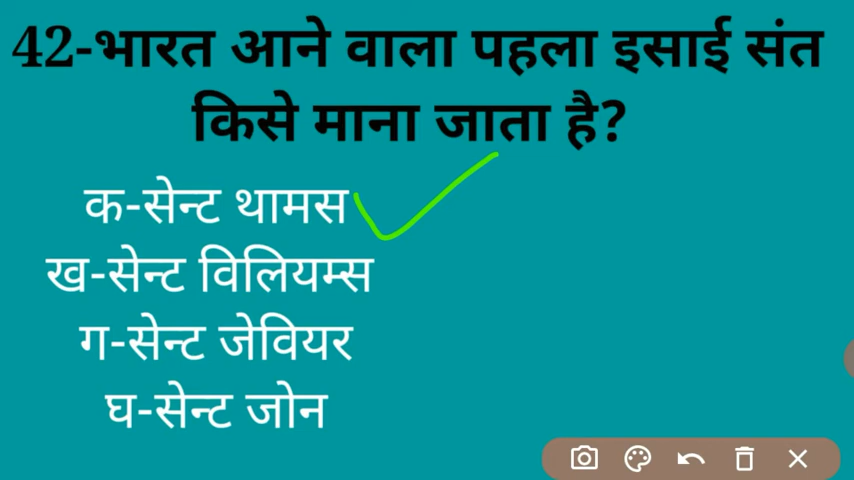 42-भारत आने वाला पहला इसाई संत
किसे माना जाता है?
क-सेन्ट थामस
ख-सेन्ट विलियम्स
ग-सेन्ट जेवियर
घ-सेन्ट जोन